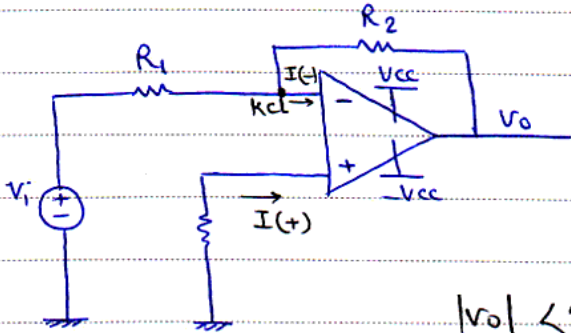 R2
R1
I(-)
Vcc
kcl
-
Vo
+
-Vcc
Vi
+
-
I(+)
|Vo| <